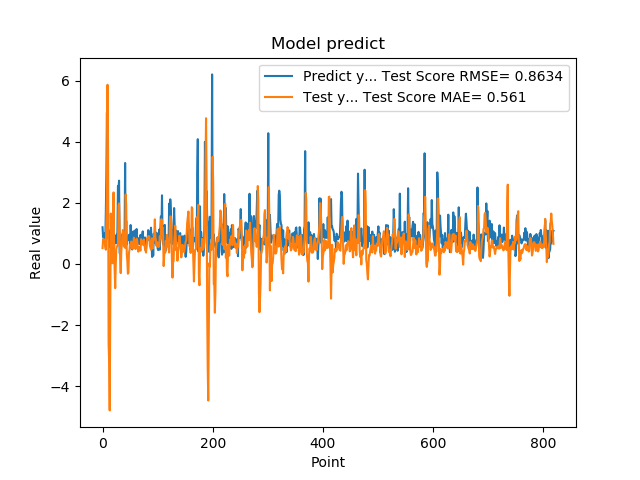 Model predict
Predict y... Test Score RMSE= 0.8634
Test y... Test Score MAE= 0.561
6
4
2
0
−2
−4
Real value
0 200 400 600 800
Point